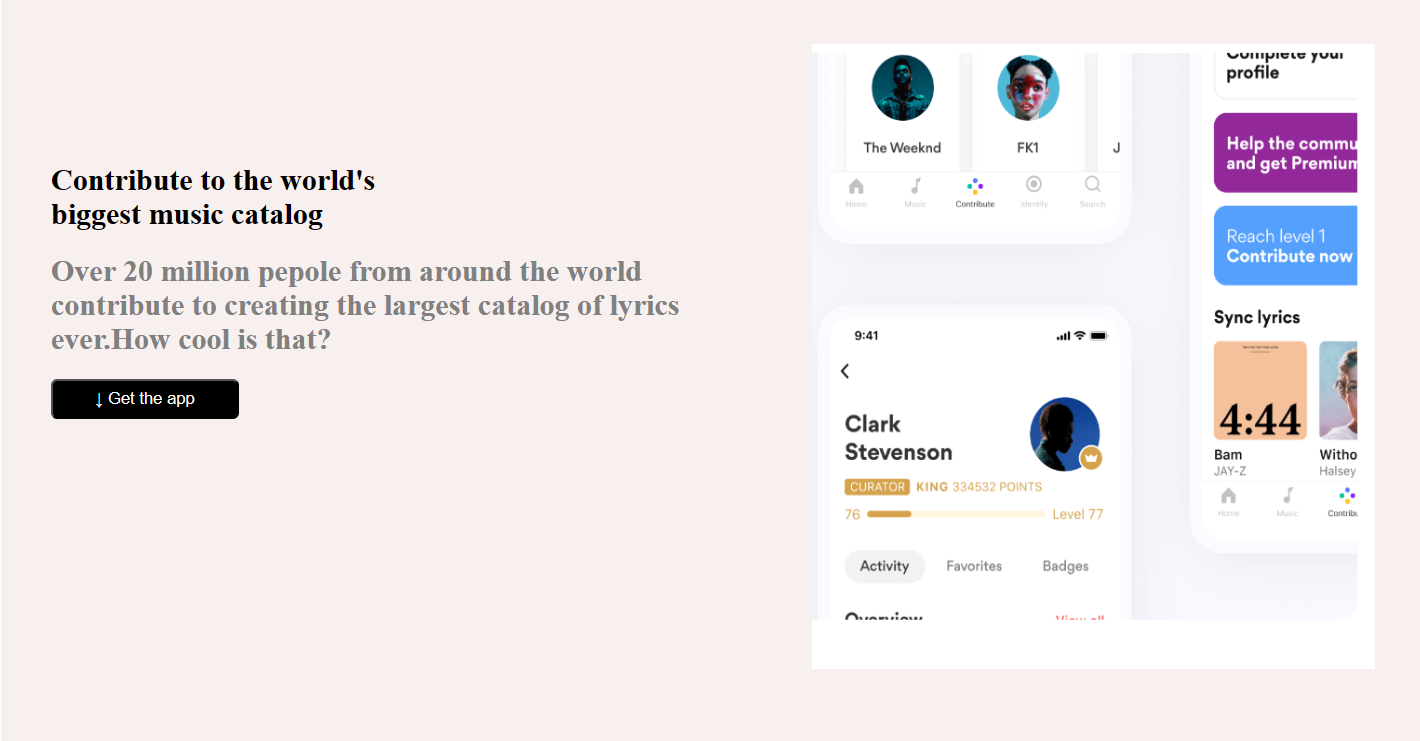 Contribute to the world's
biggest music catalog
Over 20 million pepole from around the world
contribute to creating the largest catalog of lyrics
ever.How cool is that?
↓ Get the app
The Weeknd
FK1
J
Home
Music
Contribute
Identify
Search
9:41
Clark
Stevenson
CURATOR KING 334532 POINTS
76
Level 77
Activity
Favorites
Badges
Overview
View all
Complete your
profile
Help the commu
and get Premium
Reach level 1
Contribute now
Sync lyrics
4:44
Bam
JAY-Z
Witho
Halsey
Home
Music
Contribu